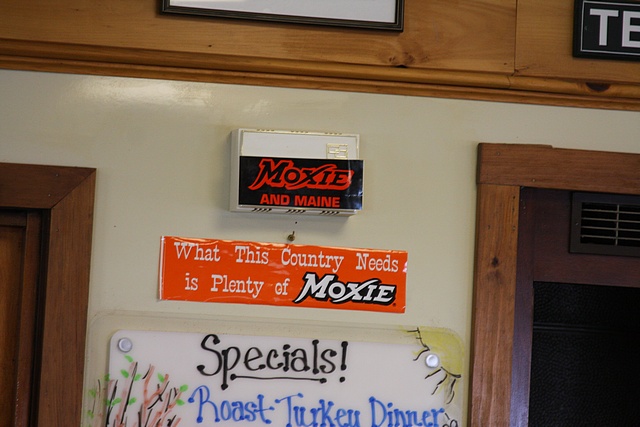 TE
MOXIE
AND MAINE
What This Country Needs
is Plenty of MOXIE
Specials!
Roast Turkey Dinner